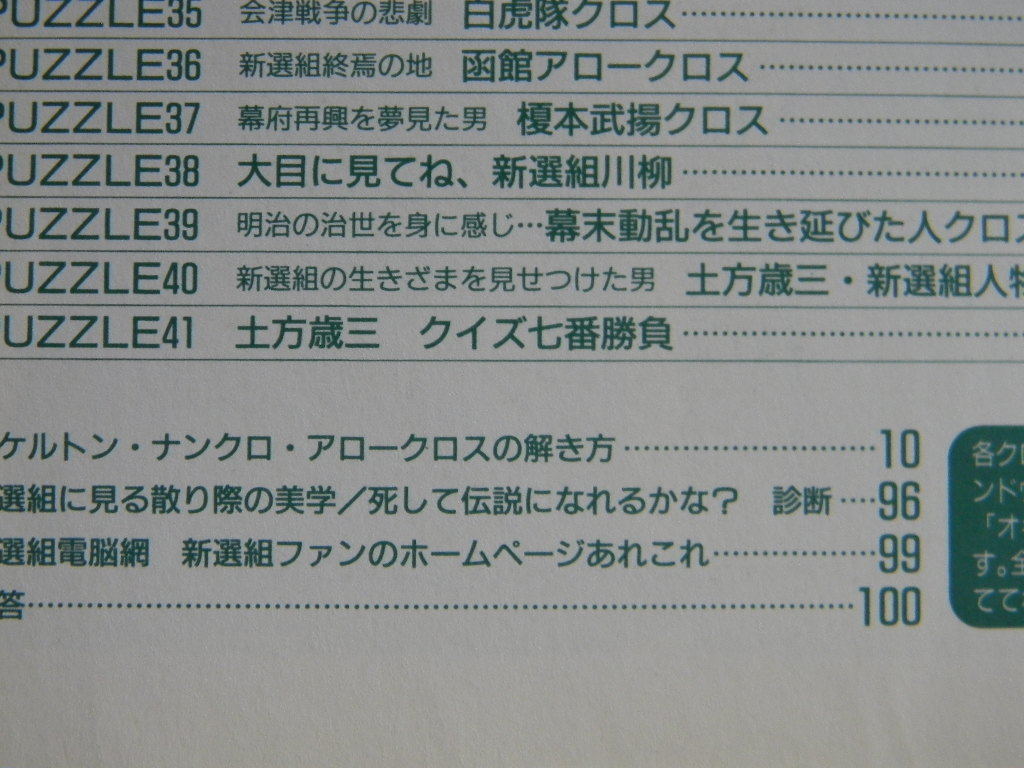 PUZZLE35 会津戦争の悲劇 白虎隊クロス……
PUZZLE36 新選組終焉の地 函館アロークロス……
PUZZLE37 幕府再興を夢見た男 榎本武揚クロス……
PUZZLE38 大目に見てね、新選組川柳……
PUZZLE39 明治の治世を身に感じ…幕末動乱を生き延びた人クロス
PUZZLE40 新選組の生きざまを見せつけた男 土方歳三・新選組人物
PUZZLE41 土方歳三 クイズ七番勝負……
ケルトン・ナンクロ・アロークロスの解き方……10
選組に見る散り際の美学／死して伝説になれるかな？ 診断……96
選組電脳網 新選組ファンのホームページあれこれ……99
答……100
各ク
ンド
「オ
す。全
てて